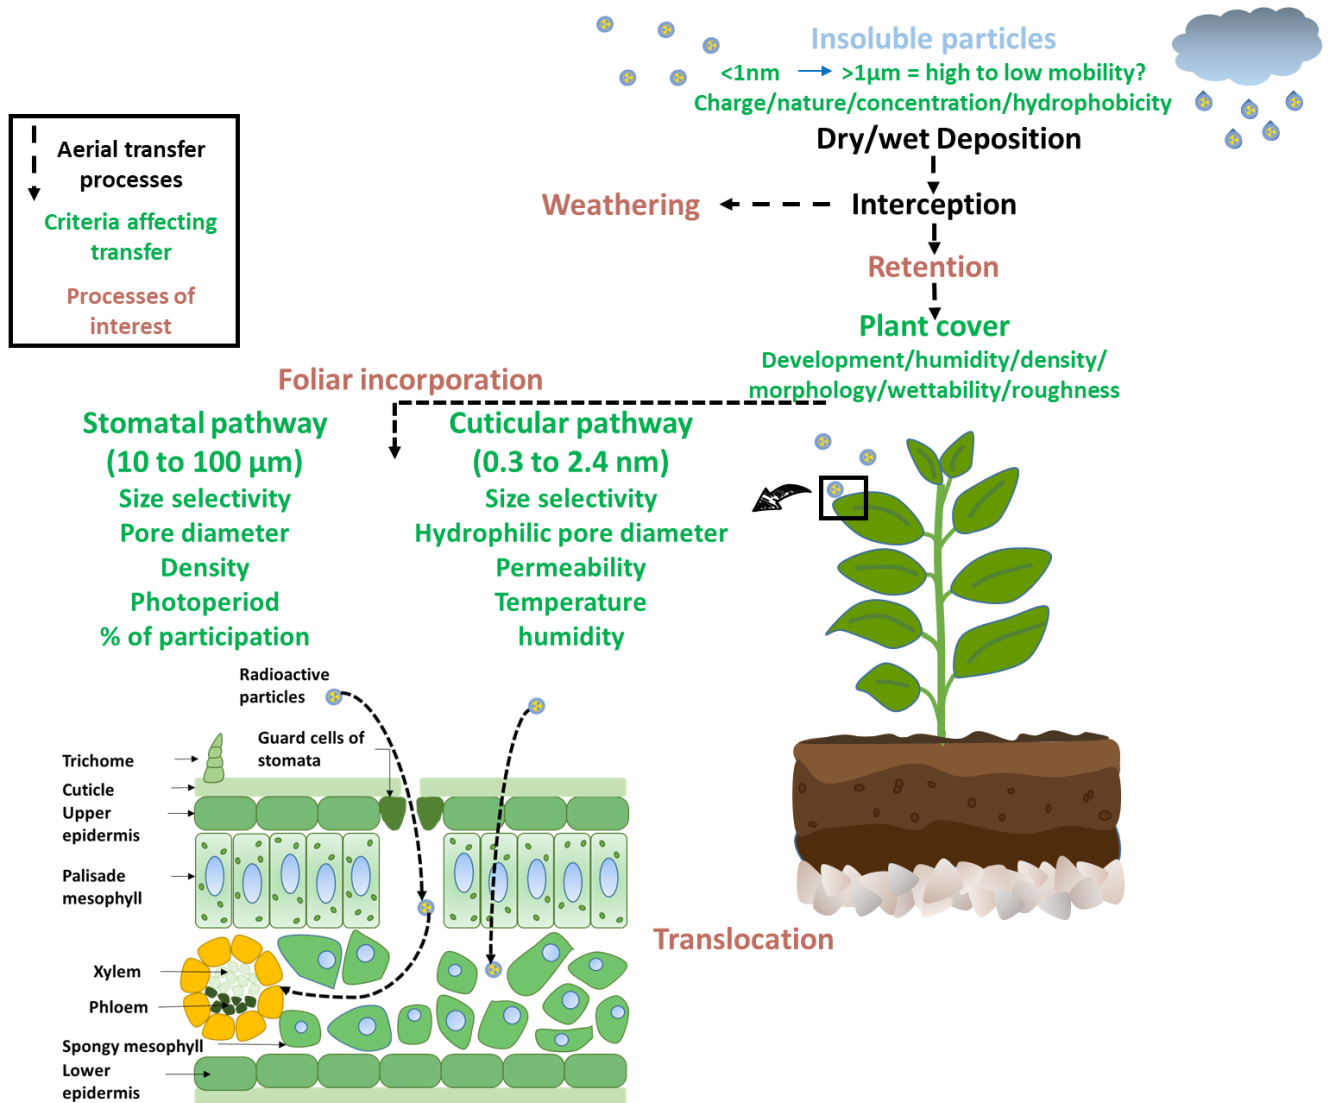 Insoluble particles
<1nm → >1µm = high to low mobility?
Charge/nature/concentration/hydrophobicity
Dry/wet Deposition
Weathering
Interception
Retention
Plant cover
Development/humidity/density/
morphology/wettability/roughness
Aerial transfer
processes
Criteria affecting
transfer
Processes of
interest
Foliar incorporation
Stomatal pathway
(10 to 100 µm)
Size selectivity
Pore diameter
Density
Photoperiod
% of participation
Cuticular pathway
(0.3 to 2.4 nm)
Size selectivity
Hydrophilic pore diameter
Permeability
Temperature
humidity
Radioactive
particles
Guard cells of
stomata
Trichome
Cuticle
Upper
epidermis
Palisade
mesophyll
Xylem
Phloem
Spongy mesophyll
Lower
epidermis
Translocation